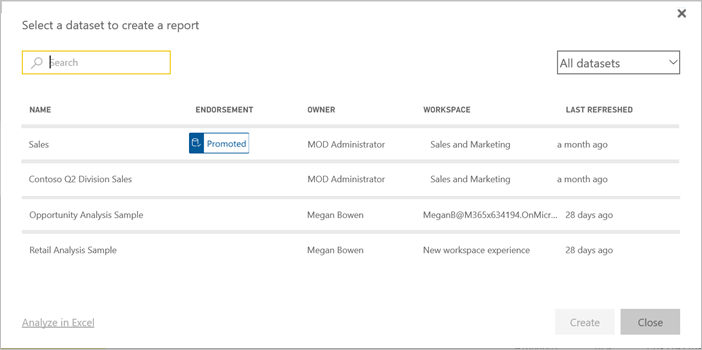 Select a dataset to create a report
Search
All datasets
NAME ENDORSEMENT OWNER WORKSPACE LAST REFRESHED
Sales Promoted MOD Administrator Sales and Marketing a month ago
Contoso Q2 Division Sales MOD Administrator Sales and Marketing a month ago
Opportunity Analysis Sample Megan Bowen MeganB@M365x634194.OnMicr... 28 days ago
Retail Analysis Sample Megan Bowen New workspace experience 28 days ago
Analyze in Excel Create Close